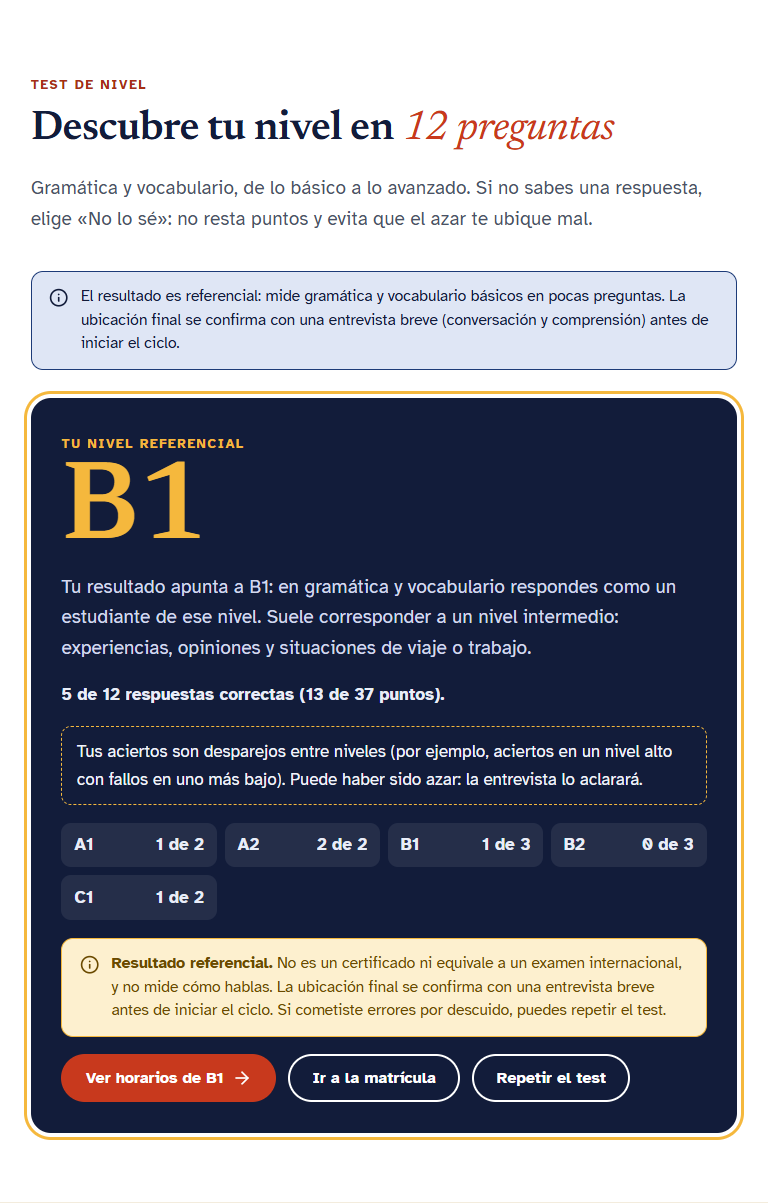 TEST DE NIVEL
Descubre tu nivel en 12 preguntas
Gramática y vocabulario, de lo básico a lo avanzado. Si no sabes una respuesta,
elige «No lo sé»: no resta puntos y evita que el azar te ubique mal.
El resultado es referencial: mide gramática y vocabulario básicos en pocas preguntas. La
ubicación final se confirma con una entrevista breve (conversación y comprensión) antes de
iniciar el ciclo.
TU NIVEL REFERENCIAL
B1
Tu resultado apunta a B1: en gramática y vocabulario respondes como un
estudiante de ese nivel. Suele corresponder a un nivel intermedio:
experiencias, opiniones y situaciones de viaje o trabajo.
5 de 12 respuestas correctas (13 de 37 puntos).
Tus aciertos son desparejos entre niveles (por ejemplo, aciertos en un nivel alto
con fallos en uno más bajo). Puede haber sido azar: la entrevista lo aclarará.
A1 1 de 2 A2 2 de 2 B1 1 de 3 B2 0 de 3
C1 1 de 2
Resultado referencial. No es un certificado ni equivale a un examen internacional,
y no mide cómo hablas. La ubicación final se confirma con una entrevista breve
antes de iniciar el ciclo. Si cometiste errores por descuido, puedes repetir el test.
Ver horarios de B1 → Ir a la matrícula Repetir el test